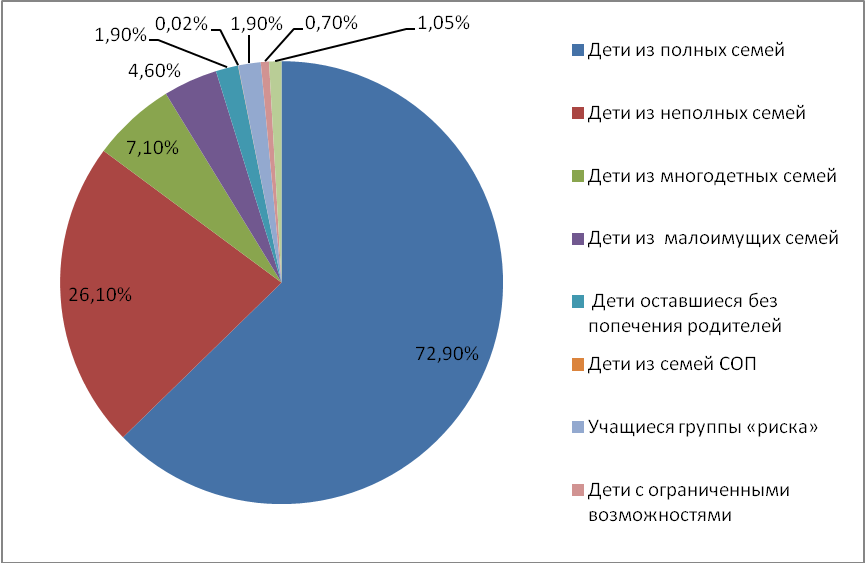 0,02%
1,90%
0,70%
1,05%
1,90%
4,60%
7,10%
26,10%
72,90%
Дети из полных семей
Дети из неполных семей
Дети из многодетных семей
Дети из малоимущих семей
Дети оставшиеся без
попечения родителей
Дети из семей СОП
Учащиеся группы «риска»
Дети с ограниченными
возможностями